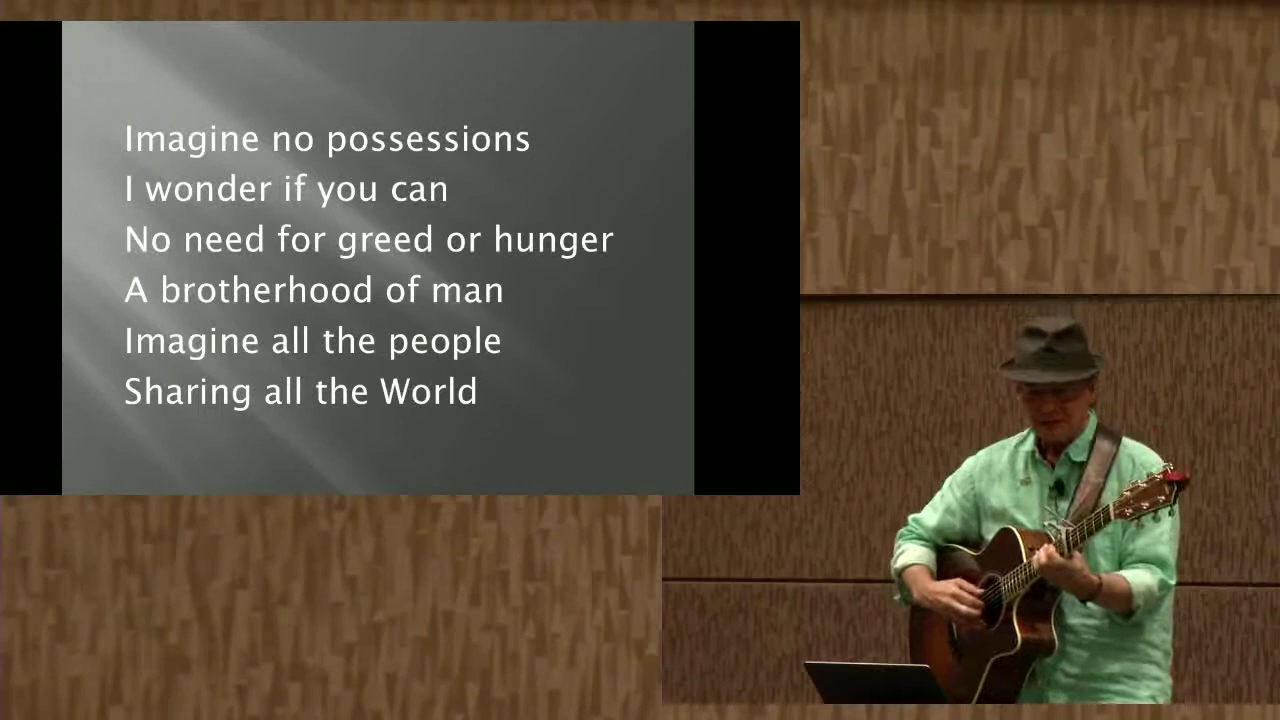 Imagine no possessions
I wonder if you can
No need for greed or hunger
A brotherhood of man
Imagine all the people
Sharing all the World